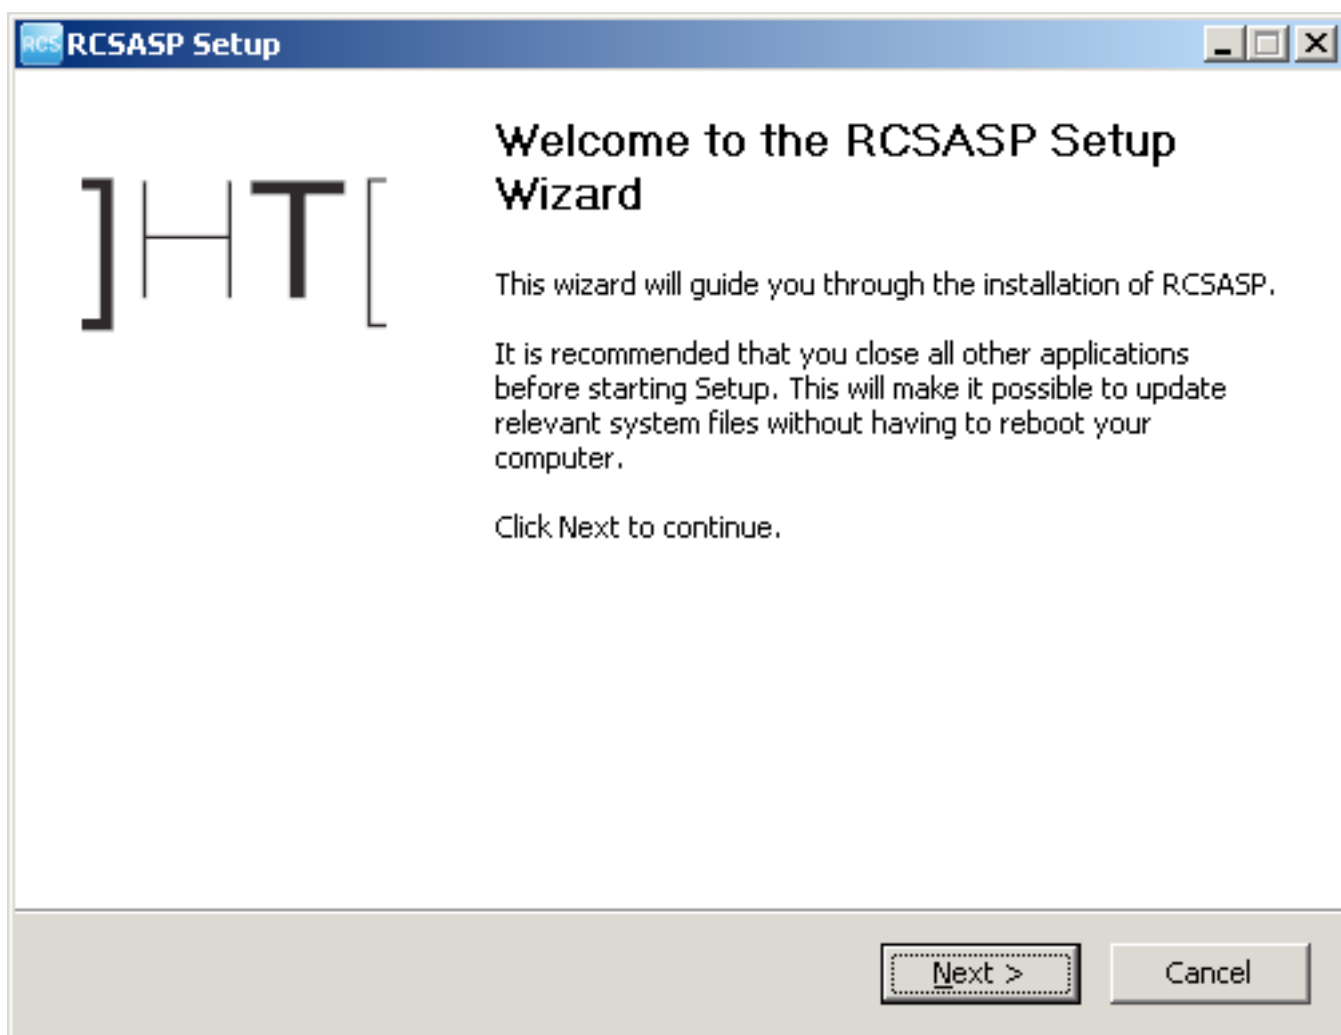 RCS RCSASP Setup
]HT[
Welcome to the RCSASP Setup
Wizard
This wizard will guide you through the installation of RCSASP.
It is recommended that you close all other applications
before starting Setup. This will make it possible to update
relevant system files without having to reboot your
computer.
Click Next to continue.
Next > Cancel